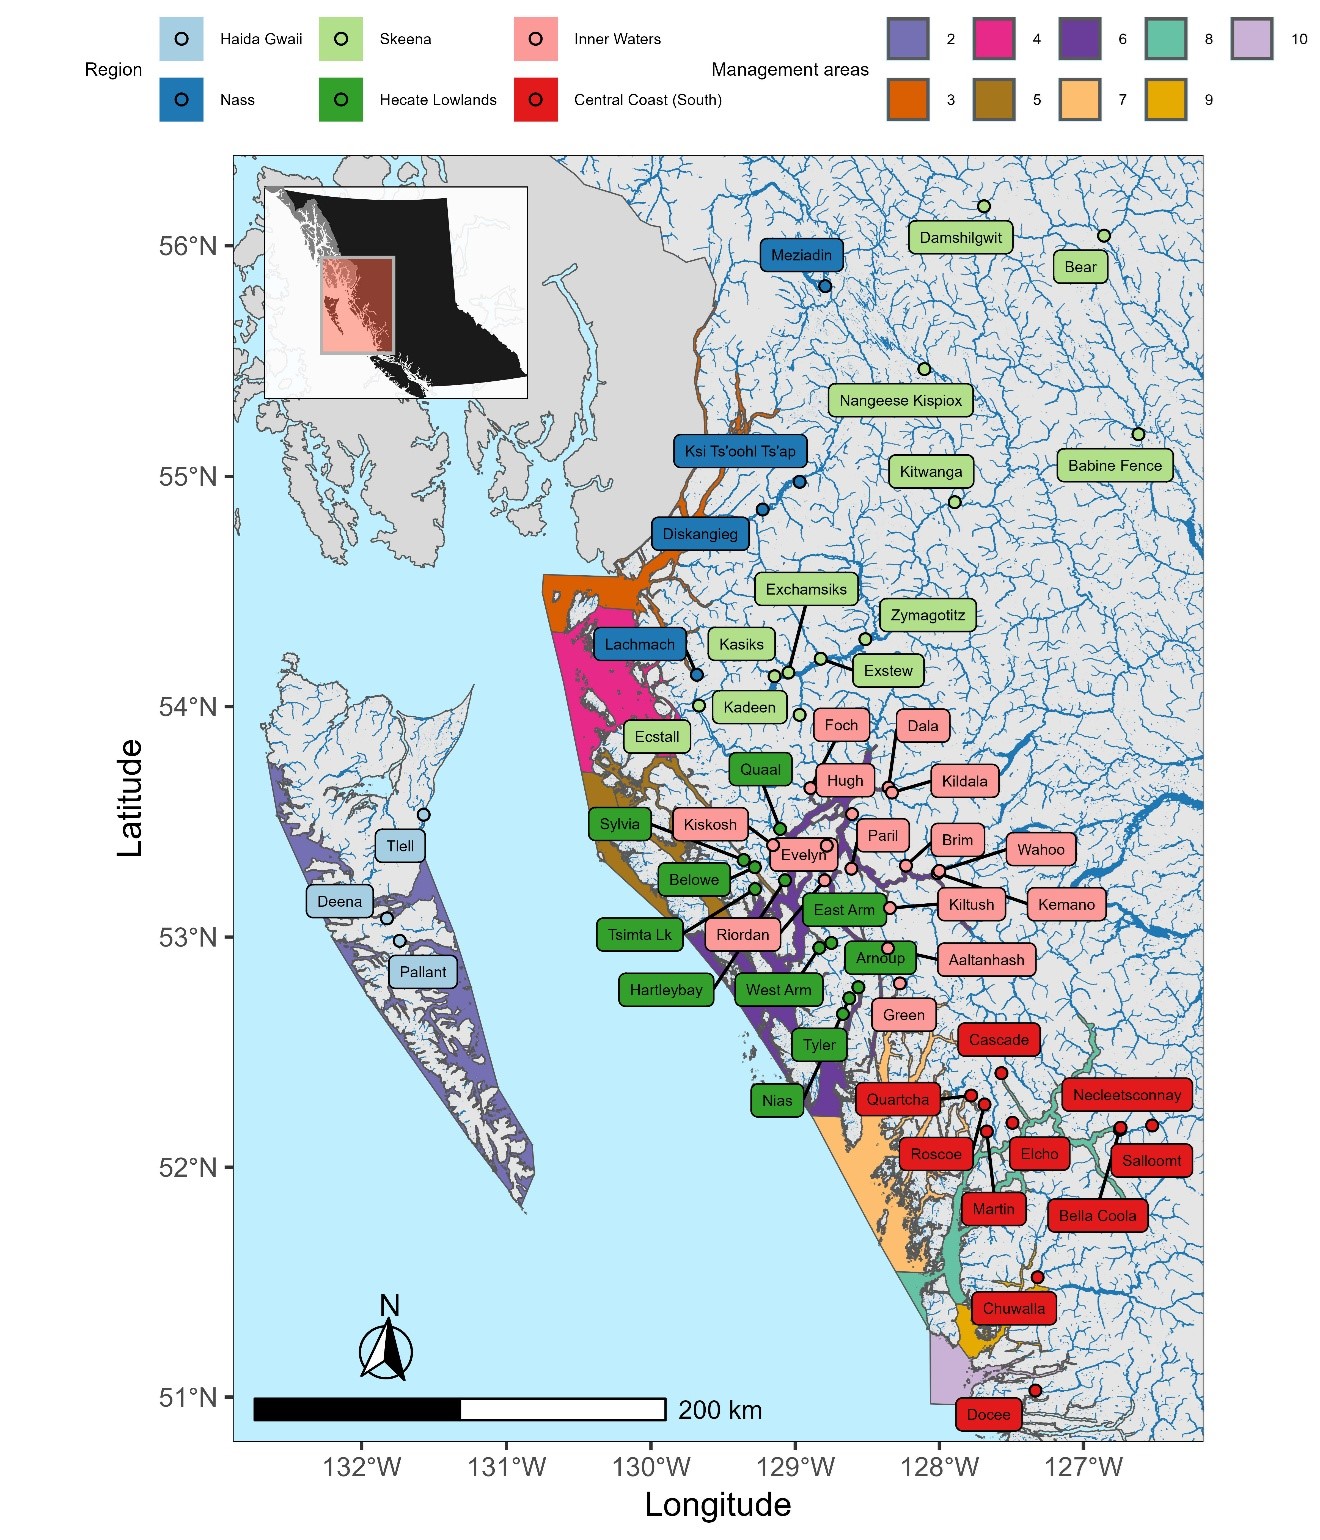 Region
Haida Gwaii
Skeena
Inner Waters
Nass
Hecate Lowlands
Central Coast (South)
Management areas
2
4
6
8
10
3
5
7
9
56°N
55°N
54°N
53°N
52°N
51°N
Latitude
Damshilgwit
Meziadin
Bear
Nangeese Kispiox
Ksi Ts'oohl Ts'ap
Babine Fence
Kitwanga
Diskangieg
Exchamsiks
Zymagotitz
Lachmach
Kasiks
Exstew
Kadeen
Ecstall
Foch
Dala
Quaal
Hugh
Kildala
Sylvia
Kiskosh
Paril
Brim
Wahoo
Evelyn
Tlell
Belowe
Deena
East Arm
Kiltush
Kemano
Tsimta Lk
Riordan
Arnoup
Aaltanhash
Pallant
Hartleybay
West Arm
Green
Tyler
Cascade
Nias
Quartcha
Necleetsconnay
Roscoe
Elcho
Salloomt
Martin
Bella Coola
Chuwalla
Docee
N
200 km
132°W
131°W
130°W
129°W
128°W
127°W
Longitude